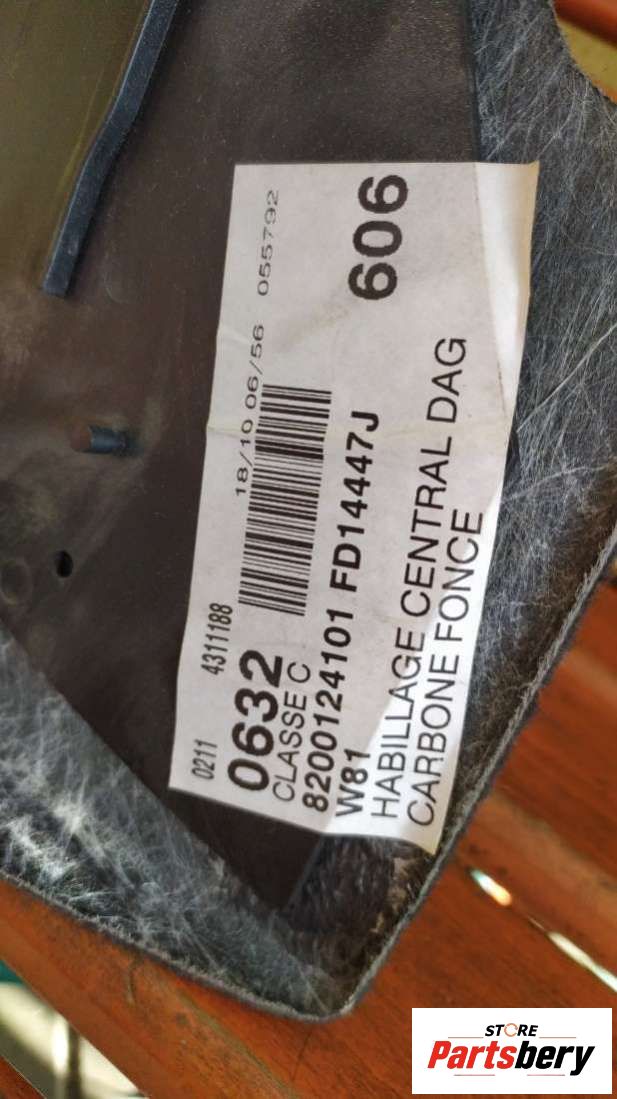 0211 4311188
0632 18/10 06/56 055792
CLASSE C
8200124101 FD14447J 606
W81
HABILLAGE CENTRAL DAG
CARBONE FONCE
STORE
Partsbery